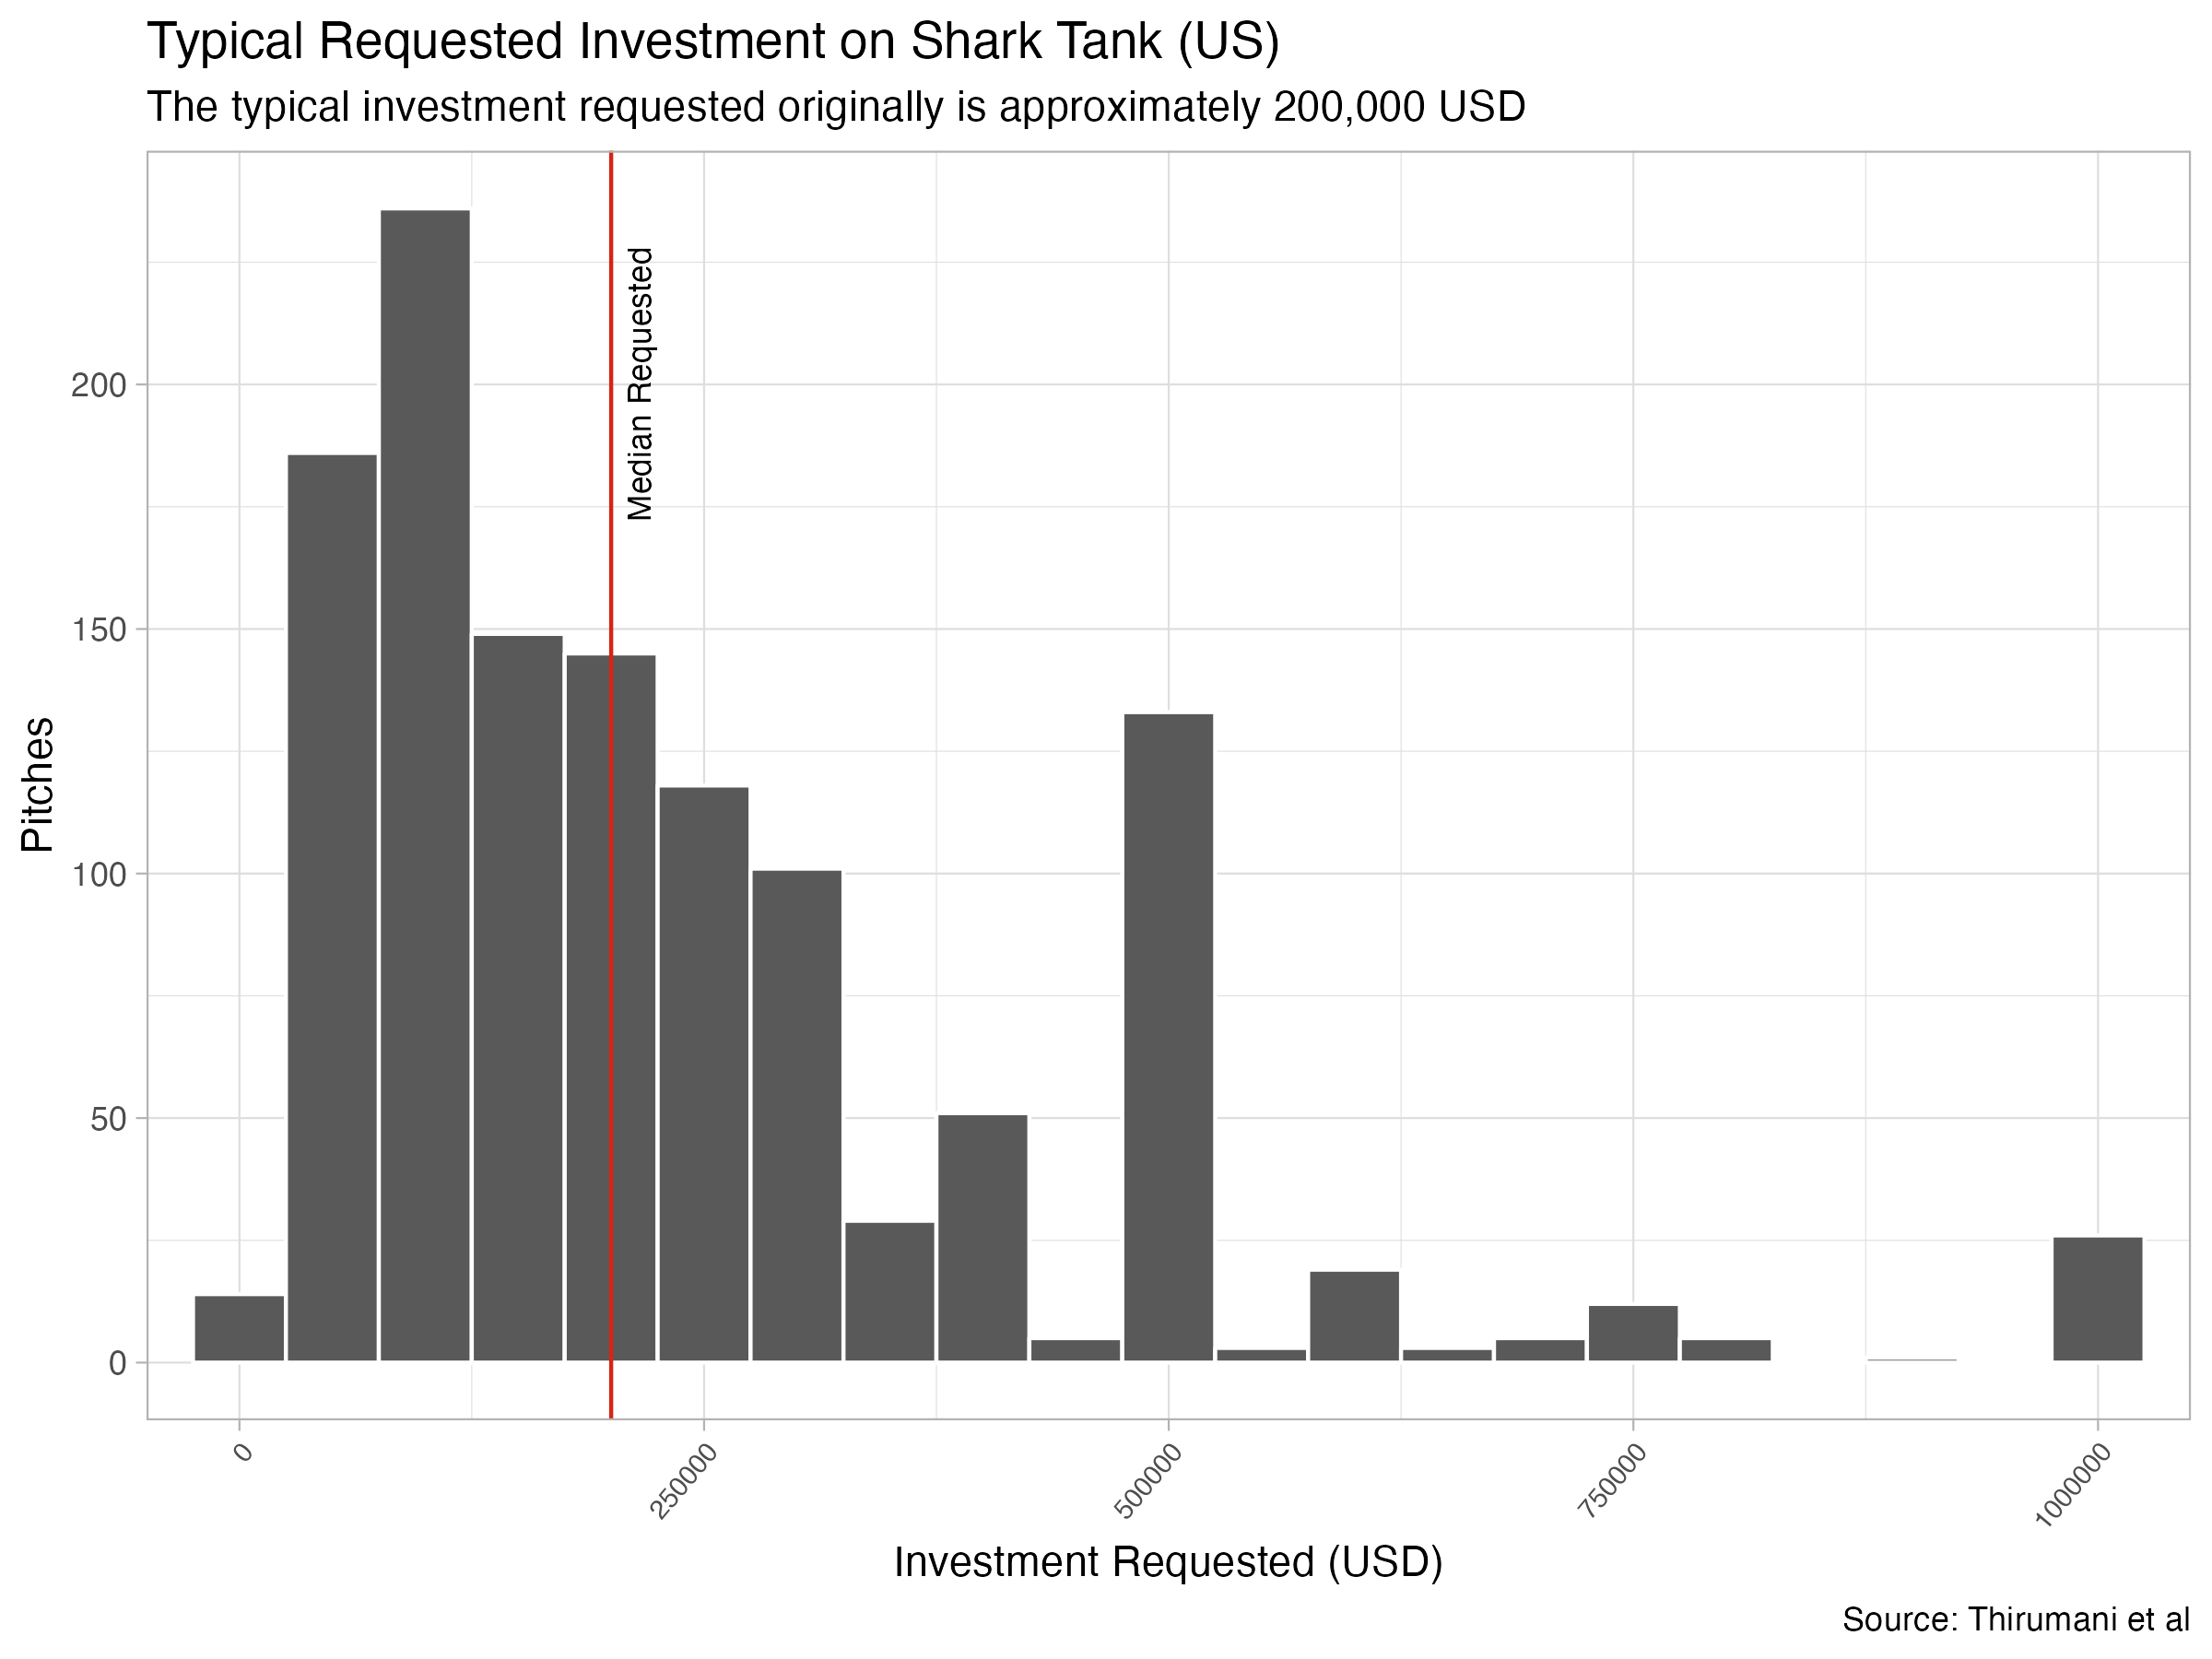 Typical Requested Investment on Shark Tank (US)
The typical investment requested originally is approximately 200,000 USD
Median Requested
Pitches
200
150
100
50
0
0
250000
500000
750000
1000000
Investment Requested (USD)
Source: Thirumani et al